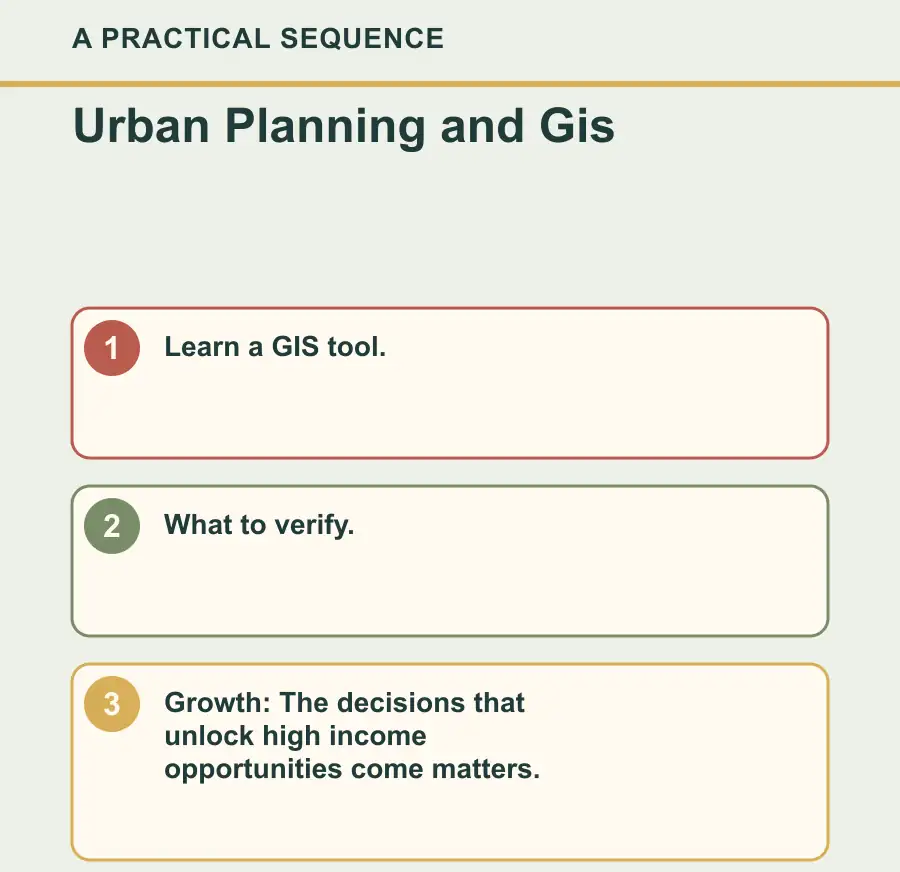 A PRACTICAL SEQUENCE
Urban Planning and Gis
1
Learn a GIS tool.
2
What to verify.
3
Growth: The decisions that
unlock high income
opportunities come matters.